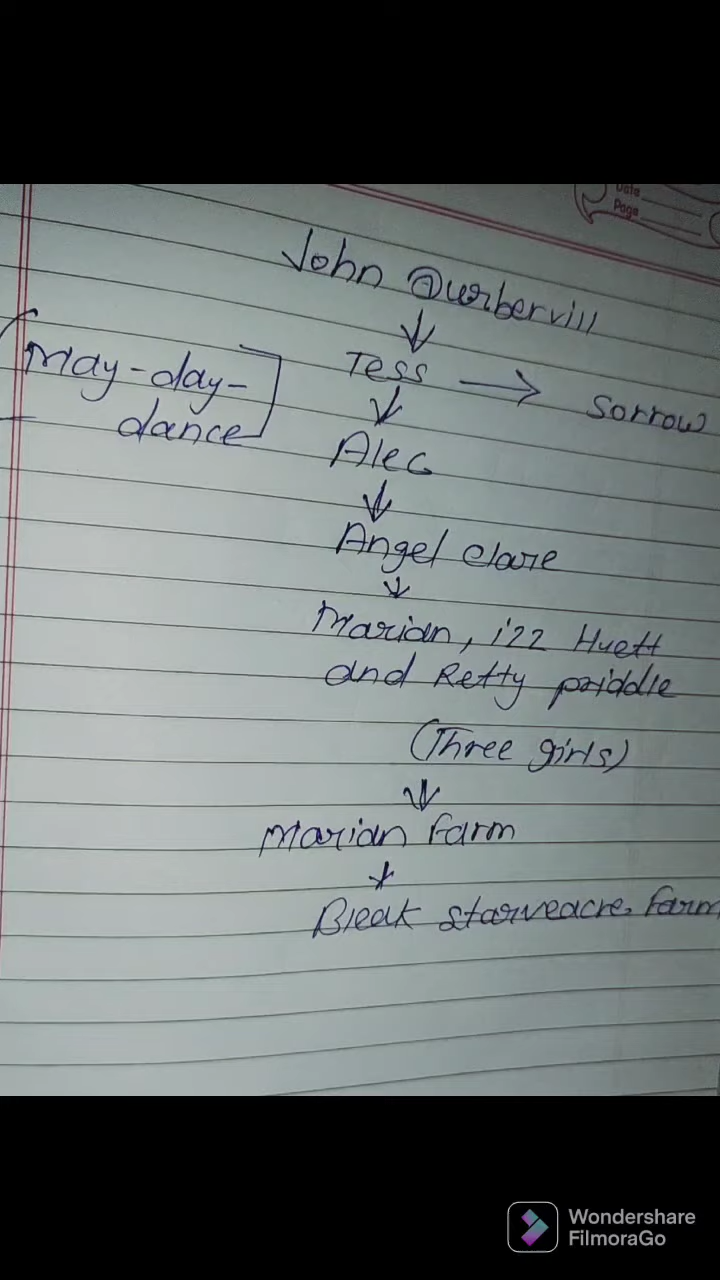 Date
Page
John Durbervill
↓
Tess → Sorrow
[May-day-
dance]
↓
Alec
↓
Angel clare
↓
Marian, izz Huett
and Retty priddle
(Three girls)
↓
Marian Farm
↓
Bleak starveacre Farm
Wondershare
FilmoraGo